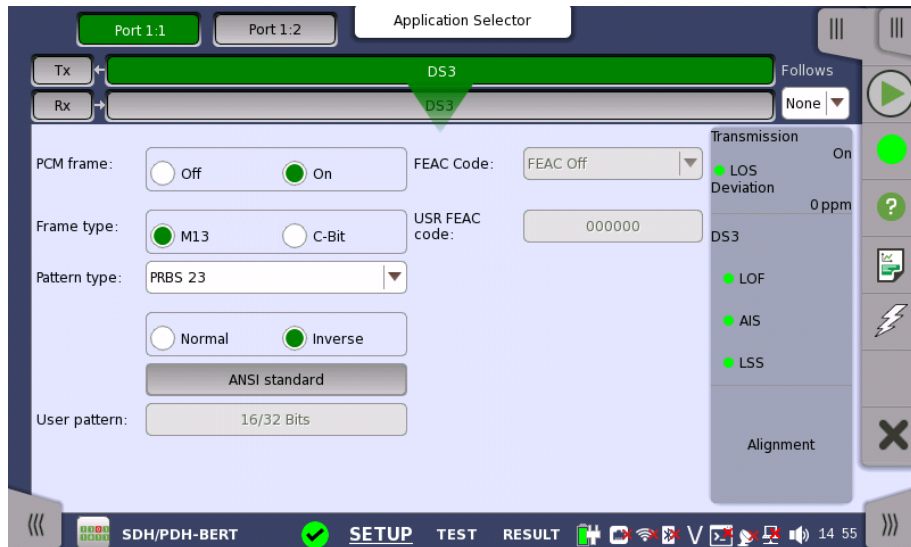 Application Selector
Port 1:1
Port 1:2
Tx
DS3
Follows
Rx
DS3
None
PCM frame:
Off
On
FEAC Code:
FEAC Off
Frame type:
M13
C-Bit
USR FEAC
code:
000000
Pattern type:
PRBS 23
Normal
Inverse
ANSI standard
User pattern:
16/32 Bits
Transmission
On
LOS
Deviation
0 ppm
DS3
LOF
AIS
LSS
Alignment
SDH/PDH-BERT
SETUP
TEST
RESULT
V
14 55